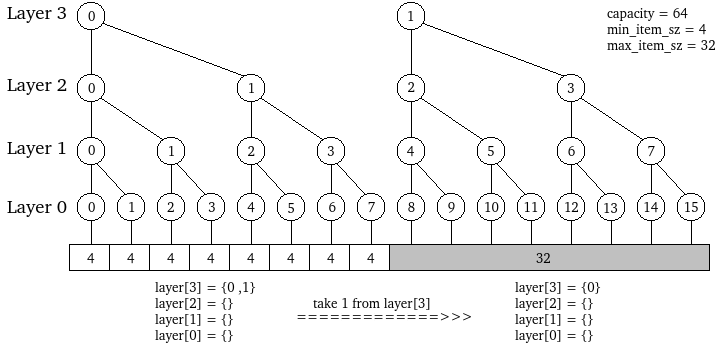 Layer 3 0 1 capacity = 64
min_item_sz = 4
max_item_sz = 32
Layer 2 0 1 2 3
Layer 1 0 1 2 3 4 5 6 7
Layer 0 0 1 2 3 4 5 6 7 8 9 10 11 12 13 14 15
4 4 4 4 4 4 4 4 32
layer[3] = {0 ,1}
layer[2] = {}
layer[1] = {}
layer[0] = {}
take 1 from layer[3]
=============>>>
layer[3] = {0}
layer[2] = {}
layer[1] = {}
layer[0] = {}